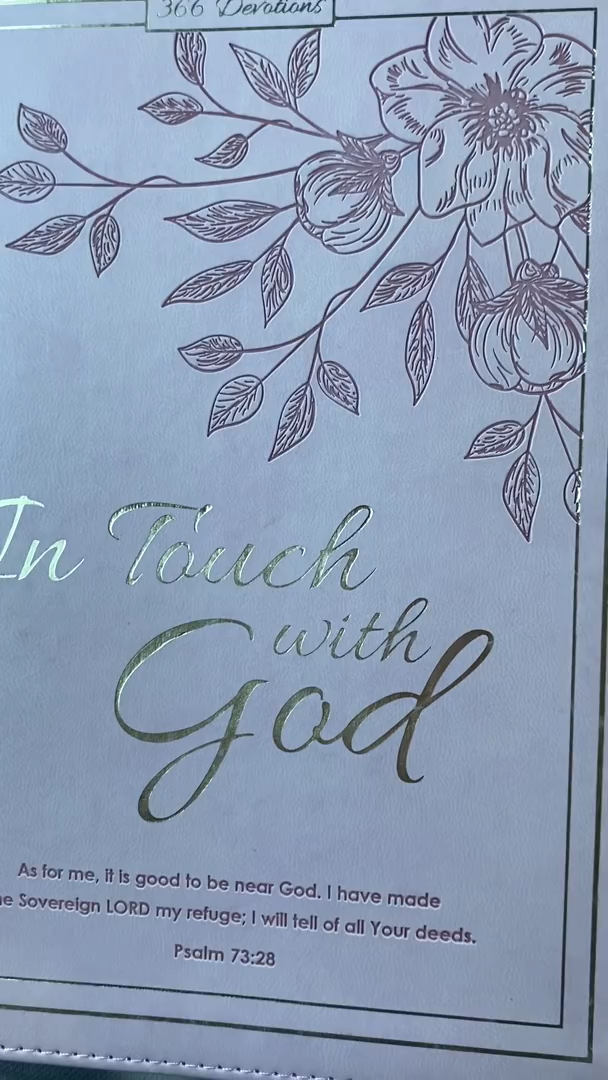 366 Devotions
In Touch
with
God
As for me, it is good to be near God. I have made
e Sovereign LORD my refuge; I will tell of all Your deeds.
Psalm 73:28